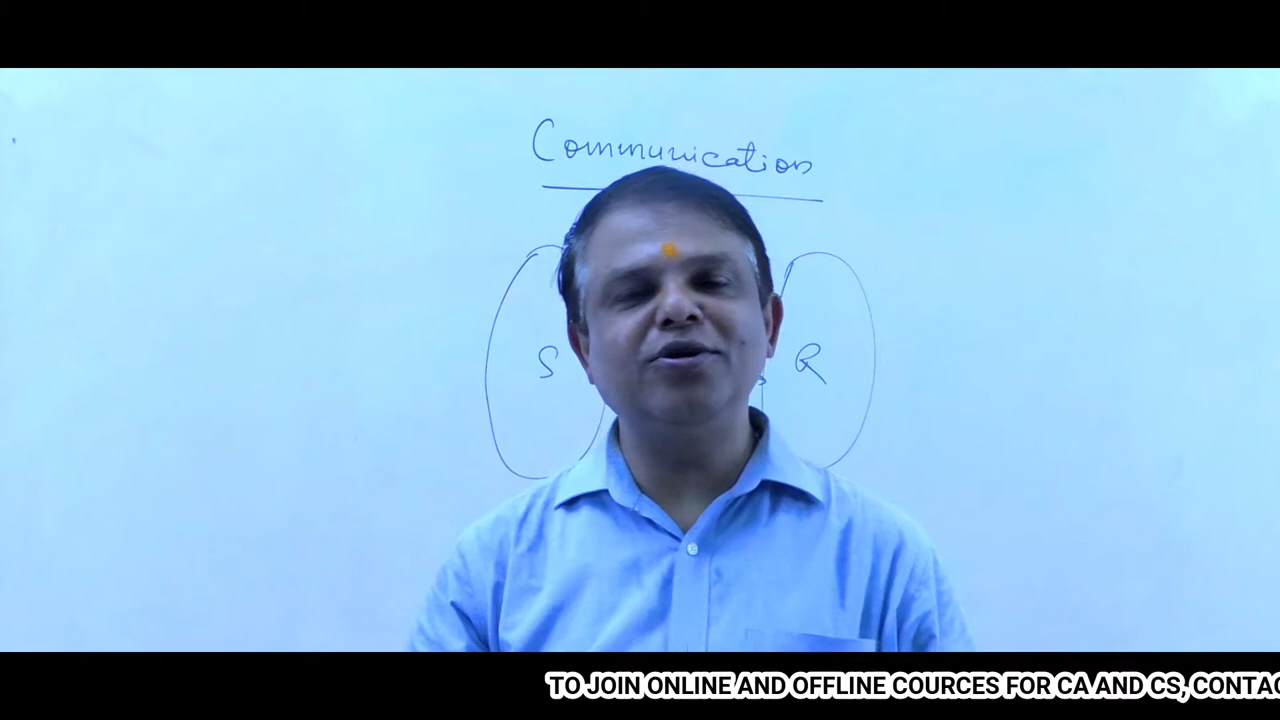 Communication
S R
TO JOIN ONLINE AND OFFLINE COURCES FOR CA AND CS, CONTAC